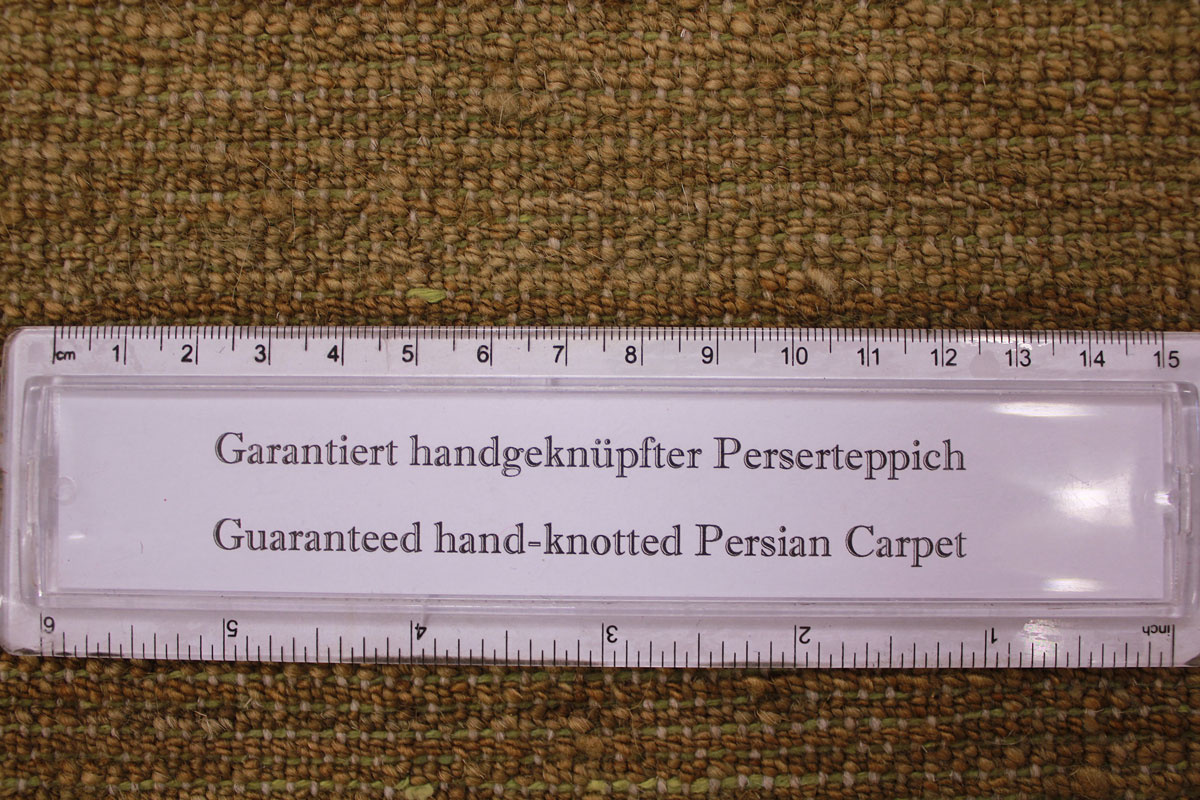 cm 1 2 3 4 5 6 7 8 9 10 11 12 13 14 15
Garantiert handgeknüpfter Perserteppich
Guaranteed hand-knotted Persian Carpet
6 5 4 3 2 1 inch